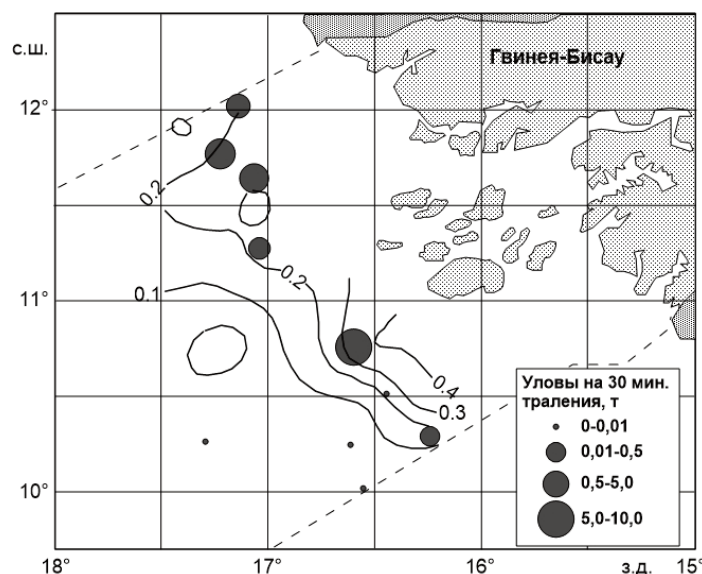 с.ш.
Гвинея-Бисау
12°
0.2
0.2
11°
0.1
0.4
0.3
Уловы на 30 мин.
траления, т
0-0,01
0,01-0,5
0,5-5,0
5,0-10,0
10°
18° 17° 16° з.д. 15°